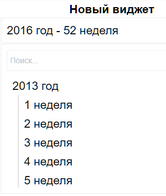 Новый виджет
2016 год - 52 неделя
Поиск...
2013 год
1 неделя
2 неделя
3 неделя
4 неделя
5 неделя